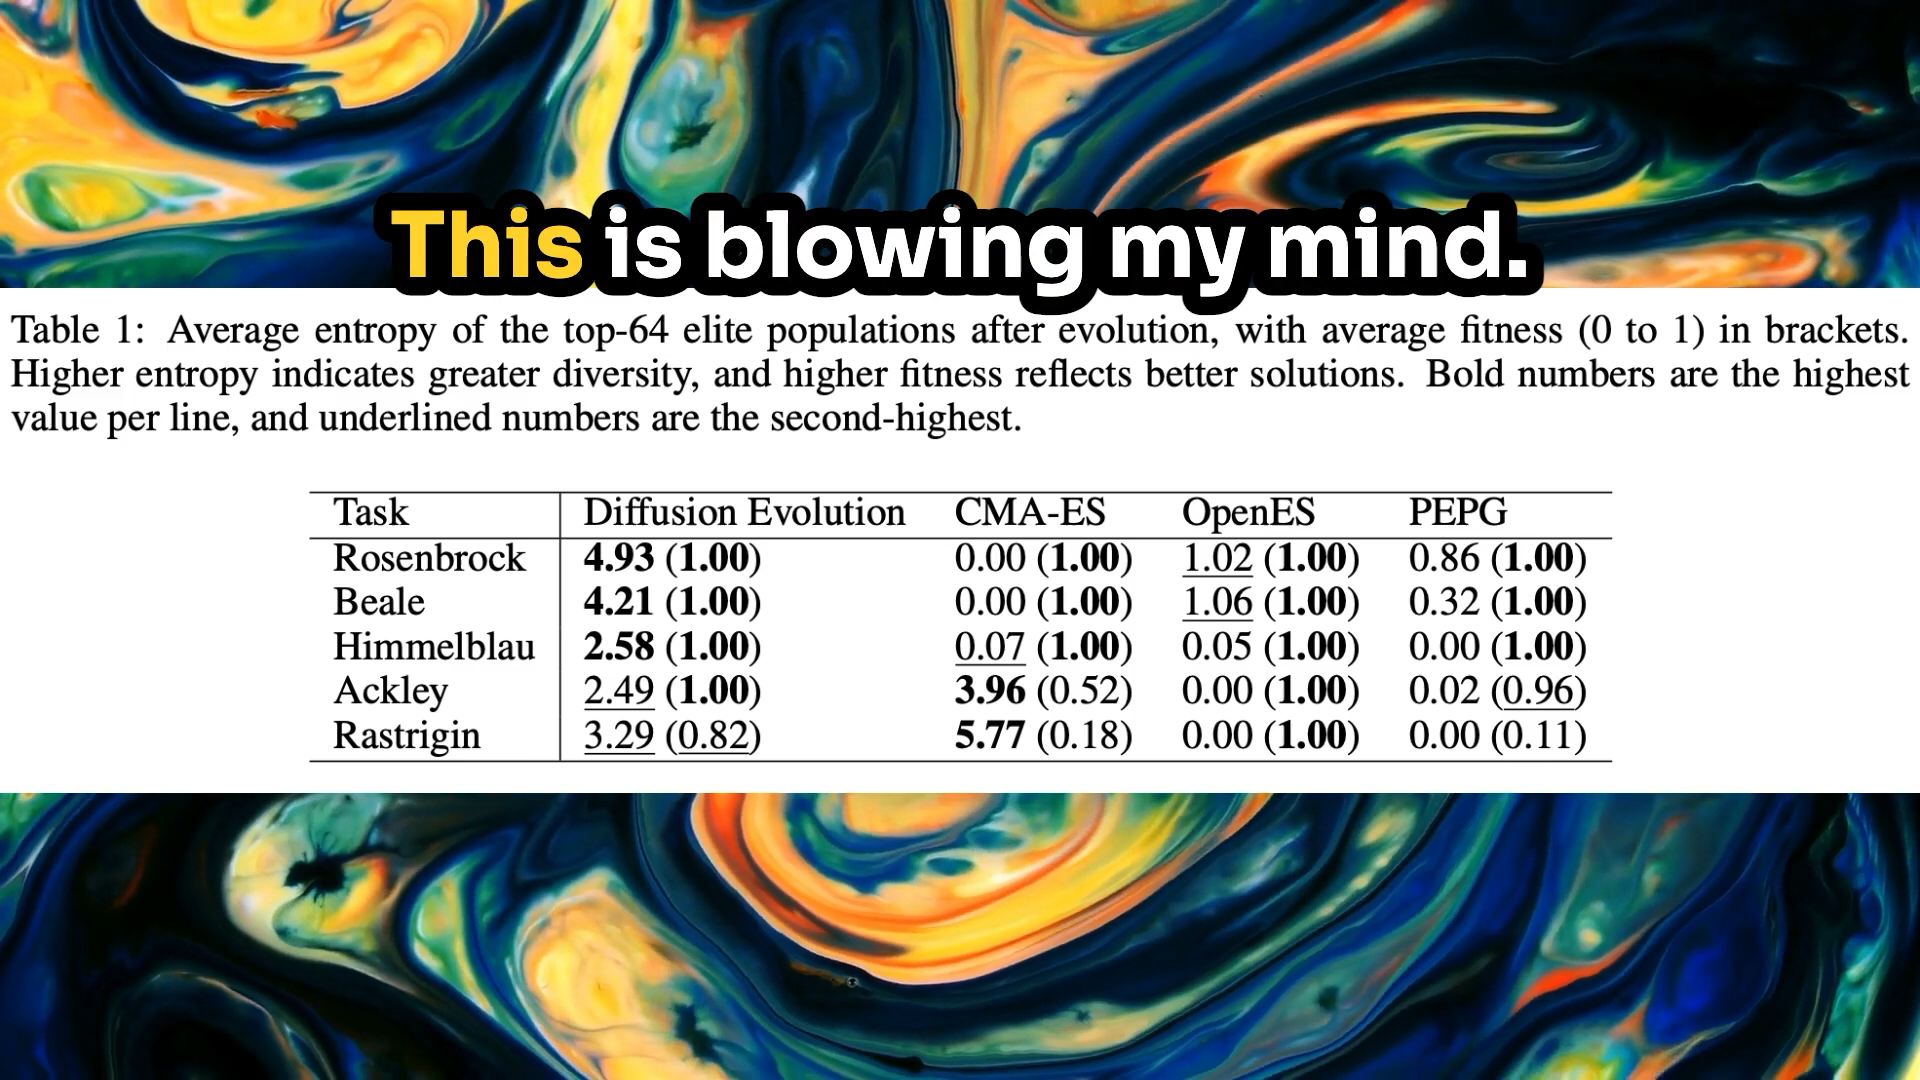 This is blowing my mind.
Table 1: Average entropy of the top-64 elite populations after evolution, with average fitness (0 to 1) in brackets.
Higher entropy indicates greater diversity, and higher fitness reflects better solutions. Bold numbers are the highest
value per line, and underlined numbers are the second-highest.
Task Diffusion Evolution CMA-ES OpenES PEPG
Rosenbrock 4.93 (1.00) 0.00 (1.00) 1.02 (1.00) 0.86 (1.00)
Beale 4.21 (1.00) 0.00 (1.00) 1.06 (1.00) 0.32 (1.00)
Himmelblau 2.58 (1.00) 0.07 (1.00) 0.05 (1.00) 0.00 (1.00)
Ackley 2.49 (1.00) 3.96 (0.52) 0.00 (1.00) 0.02 (0.96)
Rastrigin 3.29 (0.82) 5.77 (0.18) 0.00 (1.00) 0.00 (0.11)